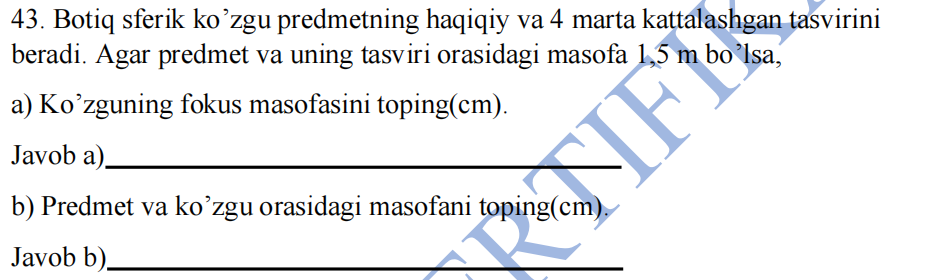 43. Botiq sferik ko’zgu predmetning haqiqiy va 4 marta kattalashgan tasvirini
beradi. Agar predmet va uning tasviri orasidagi masofa 1,5 m bo’lsa,
a) Ko’zguning fokus masofasini toping(cm).
Javob a)
b) Predmet va ko’zgu orasidagi masofani toping(cm).
Javob b)
ERTIFIK